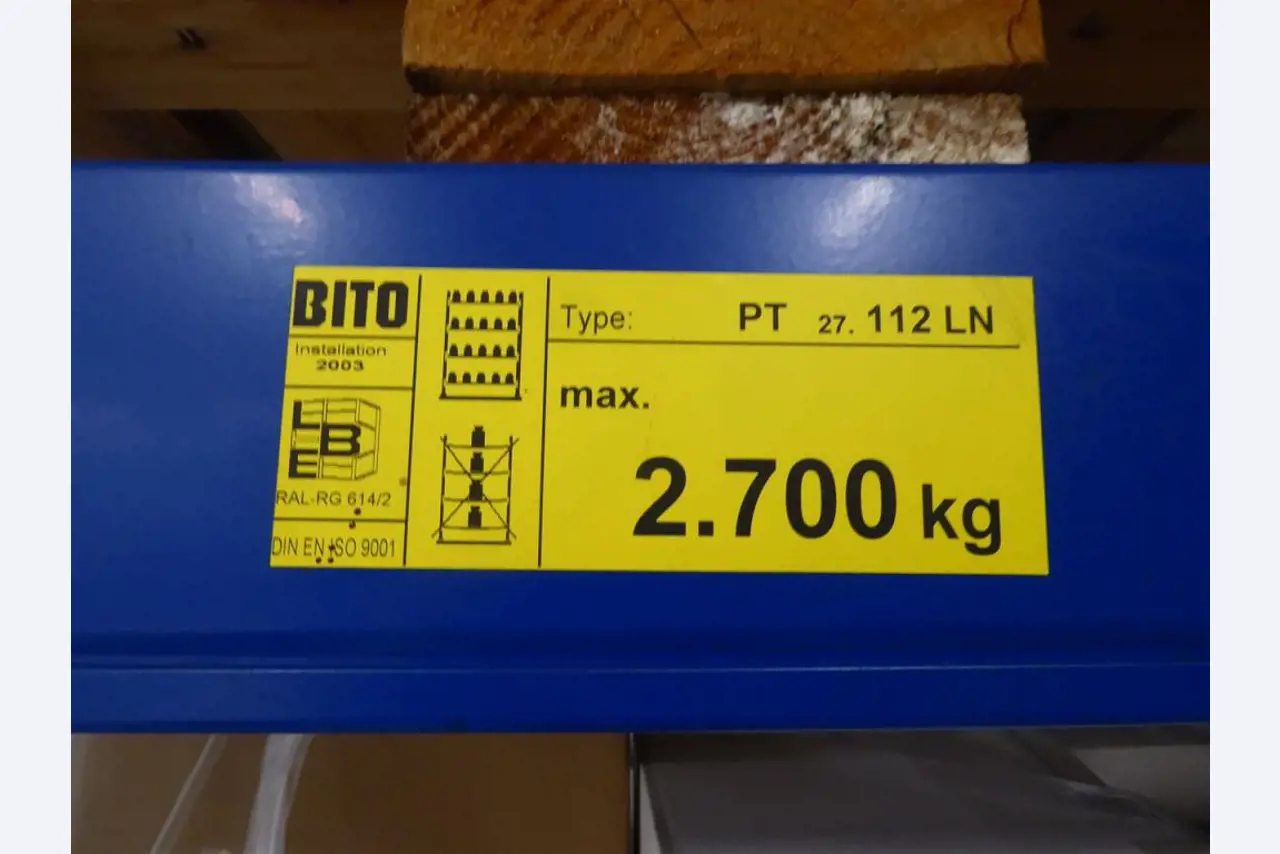 BITO
Installation
2003
L
B
E
RAL-RG 614/2
DIN EN ISO 9001
Type: PT 27. 112 LN
max.
2.700 kg